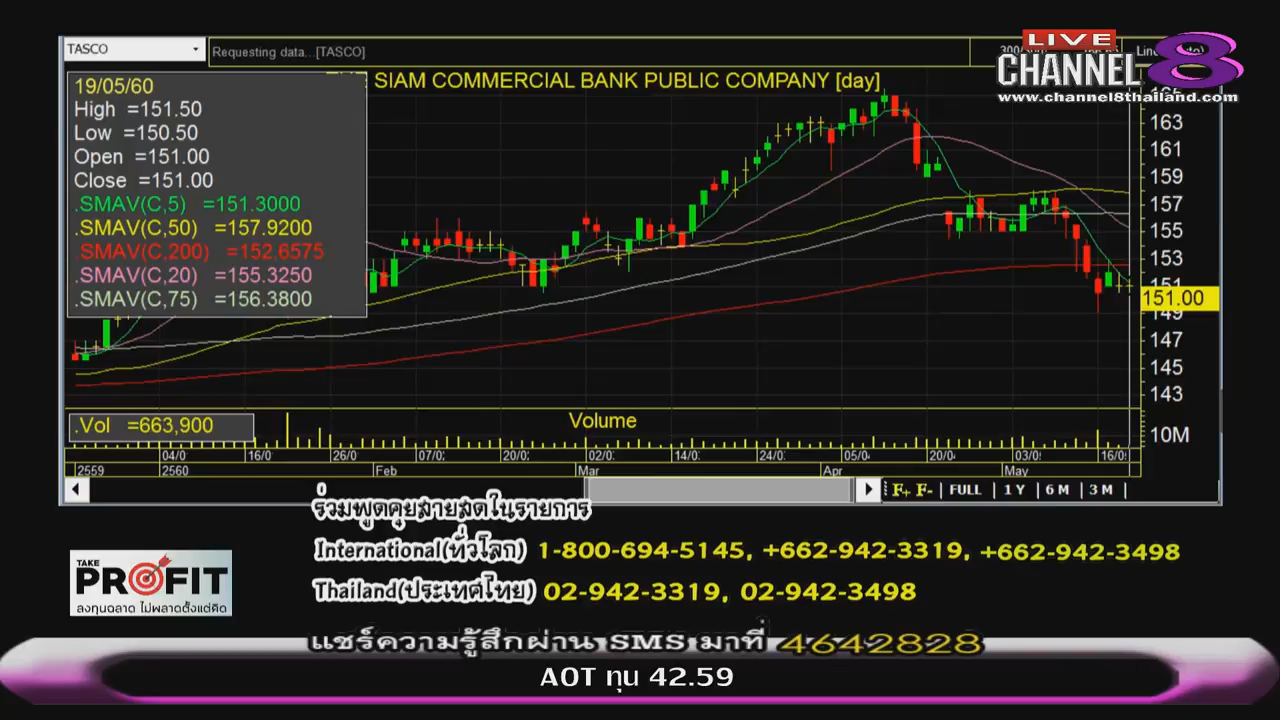 TASCO
Requesting data...[TASCO]
LIVE
CHANNEL 8
www.channel8thailand.com
SIAM COMMERCIAL BANK PUBLIC COMPANY [day]
19/05/60
High =151.50
Low =150.50
Open =151.00
Close =151.00
.SMAV(C,5) =151.3000
.SMAV(C,50) =157.9200
.SMAV(C,200) =152.6575
.SMAV(C,20) =155.3250
.SMAV(C,75) =156.3800
163
161
159
157
155
153
151
151.00
149
147
145
143
.Vol =663,900
Volume
10M
04/0 16/0 26/0 07/0 20/0 02/0 14/0 24/0 05/0 20/0 03/0 16/0
2559 2560 Feb Mar Apr May
F+ F- FULL 1 Y 6 M 3 M
ร่วมพูดคุยสายสดในรายการ
International(ทั่วโลก) 1-800-694-5145, +662-942-3319, +662-942-3498
Thailand(ประเทศไทย) 02-942-3319, 02-942-3498
TAKE
PROFIT
ลงทุนฉลาด ไม่พลาดตั้งแต่คิด
แชร์ความรู้สึกผ่าน SMS มาที่ 4642828
AOT ทุน 42.59